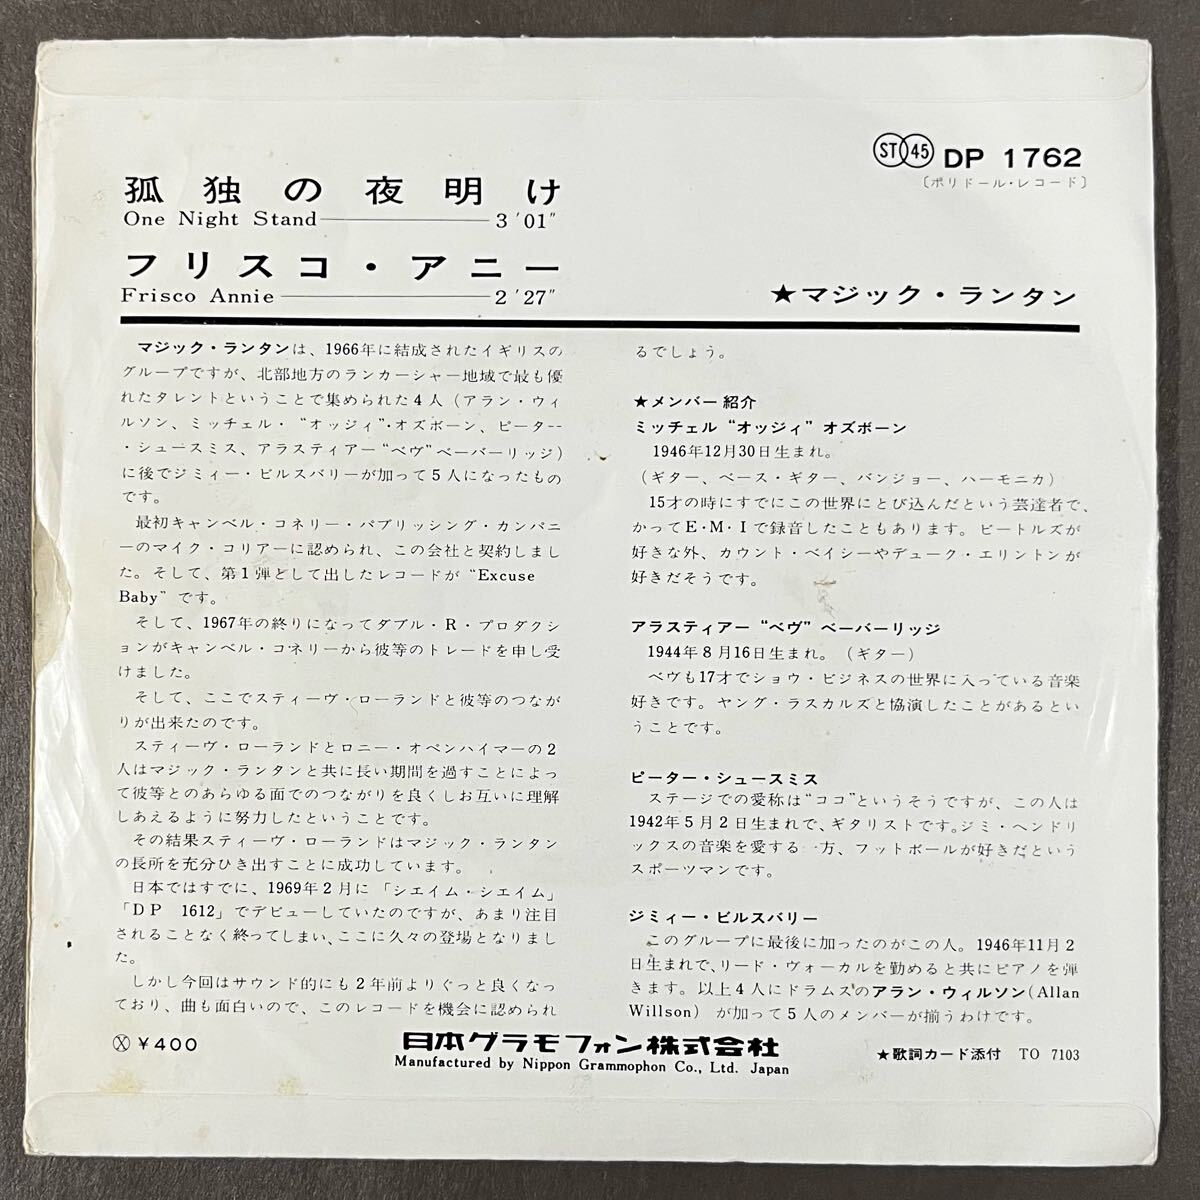 ST 45 DP 1762
〔ポリドール・レコード〕
孤独の夜明け
One Night Stand 3′01″
フリスコ・アニー
Frisco Annie 2′27″
★マジック・ランタン
マジック・ランタンは、1966年に結成されたイギリスの
グループですが、北部地方のランカーシャー地域で最も優
れたタレントということで集められた4人（アラン・ウィ
ルソン、ミッチェル・“オッジィ”・オズボーン、ピーター
・シュースミス、アラスティアー“ベヴ”ベーバーリッジ）
に後でジミィー・ビルスバリーが加って5人になったもの
です。
最初キャンベル・コネリー・パブリッシング・カンパニ
ーのマイク・コリアーに認められ、この会社と契約しまし
た。そして、第1弾として出したレコードが“Excuse
Baby”です。
そして、1967年の終りになってダブル・R・プロダクシ
ョンがキャンベル・コネリーから彼等のトレードを申し受
けました。
そして、ここでスティーヴ・ローランドと彼等のつなが
りが出来たのです。
スティーヴ・ローランドとロニー・オペンハイマーの2
人はマジック・ランタンと共に長い期間を過すことによっ
て彼等とのあらゆる面でのつながりを良くしお互いに理解
しあえるように努力したということです。
その結果スティーヴ・ローランドはマジック・ランタン
の長所を充分ひき出すことに成功しています。
日本ではすでに、1969年2月に「シエイム・シエイム」
「DP 1612」でデビューしていたのですが、あまり注目
されることなく終ってしまい、ここに久々の登場となりまし
た。
しかし今回はサウンド的にも2年前よりぐっと良くなっ
ており、曲も面白いので、このレコードを機会に認められ
るでしょう。
★メンバー紹介
ミッチェル“オッジィ”オズボーン
1946年12月30日生まれ。
（ギター、ベース・ギター、バンジョー、ハーモニカ）
15才の時にすでにこの世界にとび込んだという芸達者で、
かってE・M・Iで録音したこともあります。ビートルズが
好きな外、カウント・ベイシーやデューク・エリントンが
好きだそうです。
アラスティアー“ベヴ”ベーバーリッジ
1944年8月16日生まれ。（ギター）
ベヴも17才でショウ・ビジネスの世界に入っている音楽
好きです。ヤング・ラスカルズと協演したことがあるとい
うことです。
ピーター・シュースミス
ステージでの愛称は“ココ”というそうですが、この人は
1942年5月2日生まれで、ギタリストです。ジミ・ヘンドリ
ックスの音楽を愛する一方、フットボールが好きだという
スポーツマンです。
ジミィー・ビルスバリー
このグループに最後に加ったのがこの人。1946年11月2
日生まれで、リード・ヴォーカルを勤めると共にピアノを弾
きます。以上4人にドラムスのアラン・ウィルソン(Allan
Willson) が加って5人のメンバーが揃うわけです。
Ⓧ ¥400
日本グラモフォン株式会社
Manufactured by Nippon Grammophon Co., Ltd. Japan
★歌詞カード添付 TO 7103